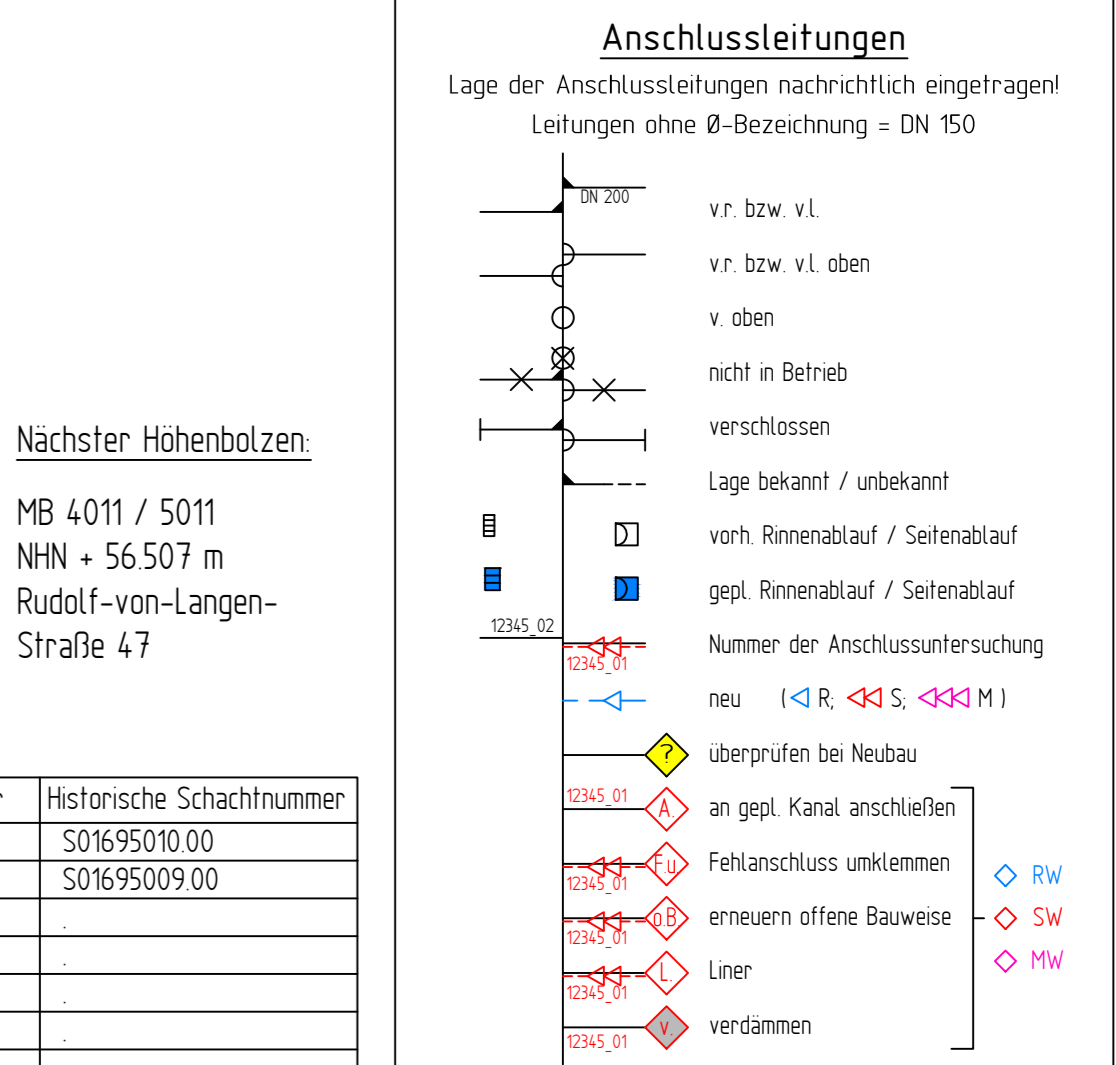 Nächster Höhenbolzen:
MB 4011 / 5011
NHN + 56.507 m
Rudolf-von-Langen-
Straße 47
Historische Schachtnummer
S01695010.00
S01695009.00
.
.
.
.
Anschlussleitungen
Lage der Anschlussleitungen nachrichtlich eingetragen!
Leitungen ohne Ø-Bezeichnung = DN 150
DN 200
v.r. bzw. v.l.
v.r. bzw. v.l. oben
v. oben
nicht in Betrieb
verschlossen
Lage bekannt / unbekannt
vorh. Rinnenablauf / Seitenablauf
gepl. Rinnenablauf / Seitenablauf
12345_02
12345_01
Nummer der Anschlussuntersuchung
neu ( R; S; M )
? überprüfen bei Neubau
12345_01 A. an gepl. Kanal anschließen
F.u. Fehlanschluss umklemmen
12345_01
o.B. erneuern offene Bauweise
12345_01
L. Liner
12345_01
v. verdämmen
12345_01
RW
SW
MW